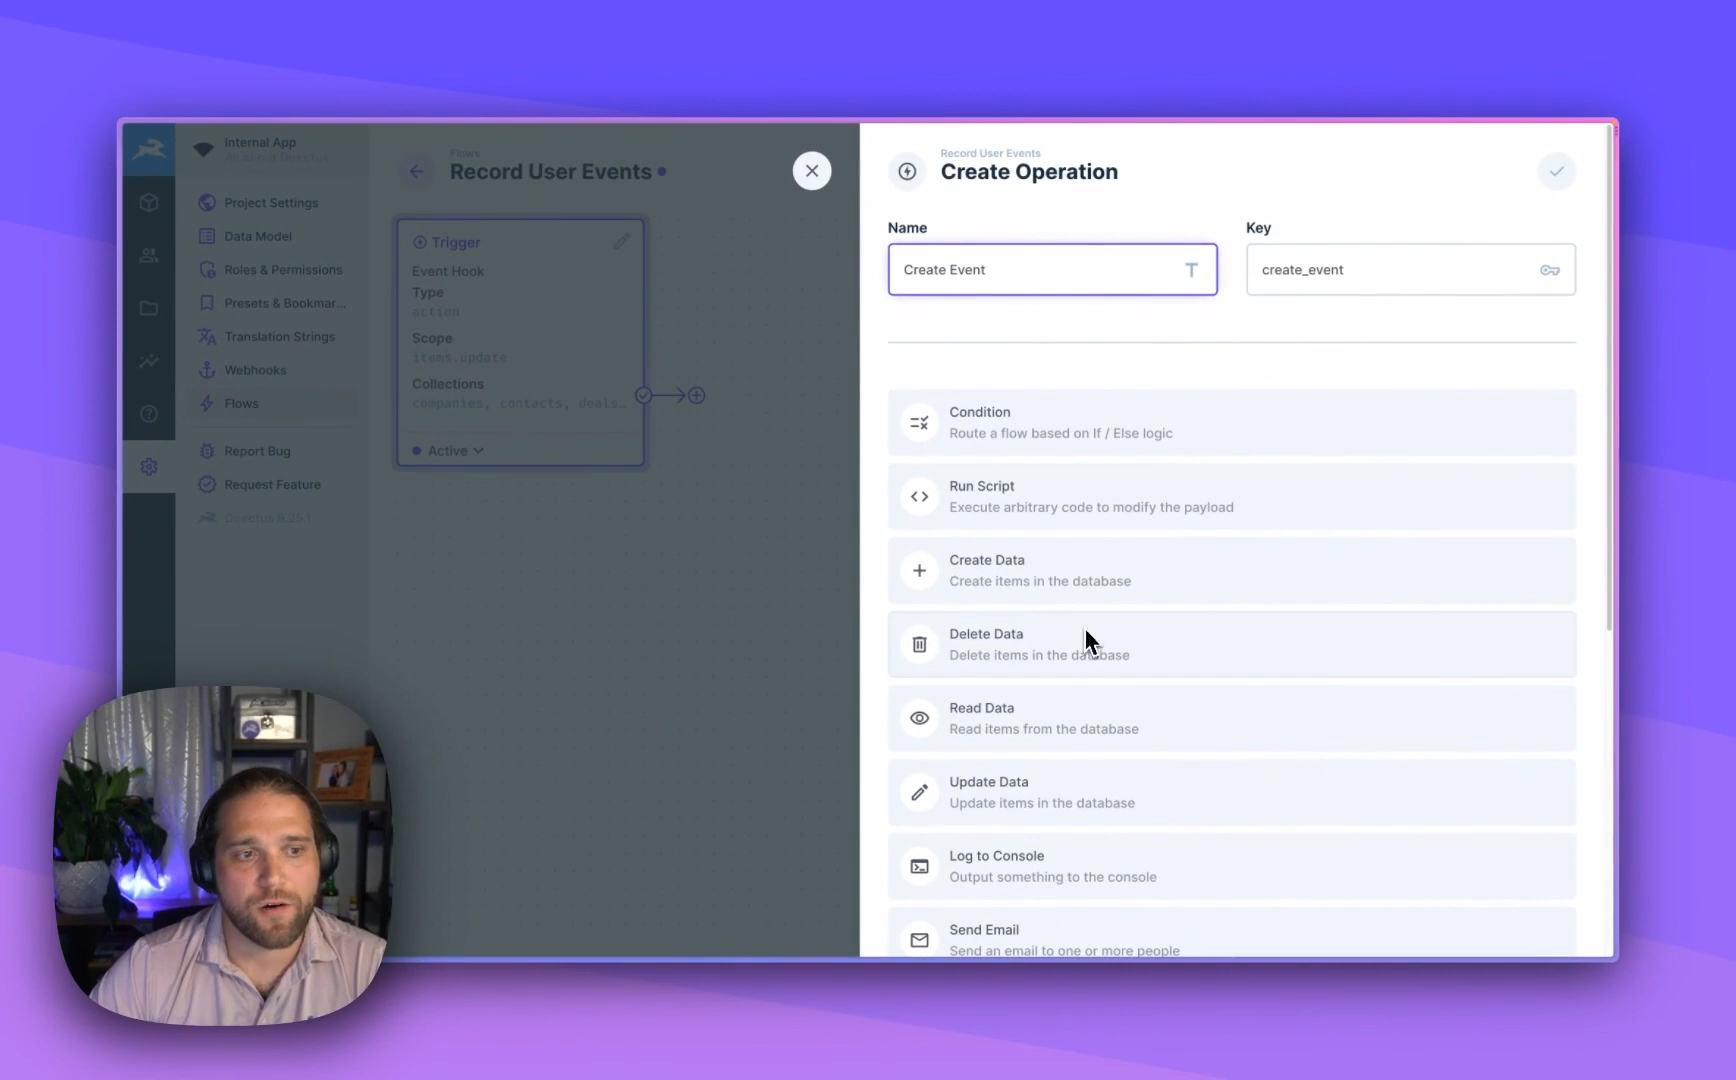 Internal App
Project Settings
Data Model
Roles & Permissions
Presets & Bookmar...
Translation Strings
Webhooks
Flows
Report Bug
Request Feature
Directus 9.25.1
Flows
Record User Events
Trigger
Event Hook
Type
action
Scope
items.update
Collections
companies, contacts, deals…
Active
Record User Events
Create Operation
Name
Key
Create Event
create_event
Condition
Route a flow based on If / Else logic
Run Script
Execute arbitrary code to modify the payload
Create Data
Create items in the database
Delete Data
Delete items in the database
Read Data
Read items from the database
Update Data
Update items in the database
Log to Console
Output something to the console
Send Email
Send an email to one or more people